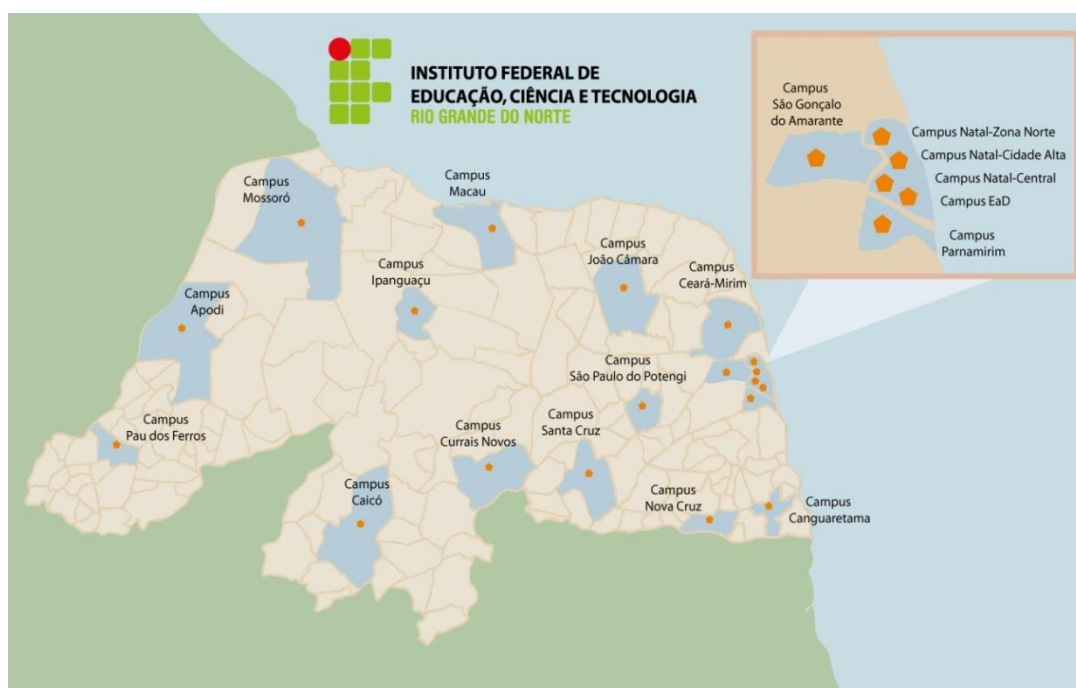 INSTITUTO FEDERAL DE
EDUCAÇÃO, CIÊNCIA E TECNOLOGIA
RIO GRANDE DO NORTE
Campus
São Gonçalo
do Amarante
Campus Natal-Zona Norte
Campus Natal-Cidade Alta
Campus Natal-Central
Campus EaD
Campus
Parnamirim
Campus
Mossoró
Campus
Macau
Campus
João Câmara
Campus
Ipanguaçu
Campus
Ceará-Mirim
Campus
Apodi
Campus
São Paulo do Potengi
Campus
Pau dos Ferros
Campus
Currais Novos
Campus
Santa Cruz
Campus
Caicó
Campus
Nova Cruz
Campus
Canguaretama